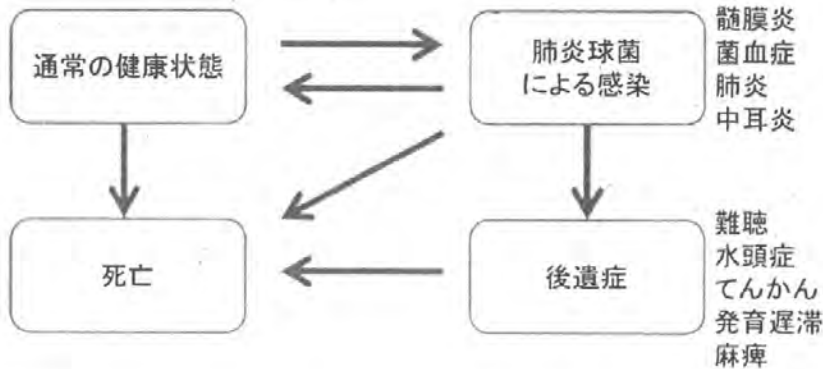 通常の健康状態
肺炎球菌
による感染
髄膜炎
菌血症
肺炎
中耳炎
死亡
後遺症
難聴
水頭症
てんかん
発育遅滞
麻痺